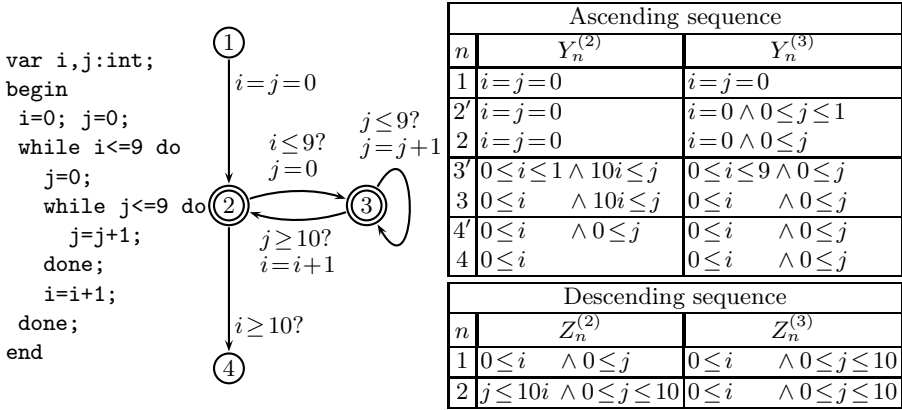 var i,j:int;
begin
i=0; j=0;
while i<=9 do
j=0;
while j<=9 do
j=j+1;
done;
i=i+1;
done;
end
1
i=j=0
i≤9?
j=0
j≤9?
j=j+1
2
3
j≥10?
i=i+1
i≥10?
4
Ascending sequence
n Yₙ⁽²⁾ Yₙ⁽³⁾
1 i=j=0 i=j=0
2′ i=j=0 i=0∧0≤j≤1
2 i=j=0 i=0∧0≤j
3′ 0≤i≤1∧10i≤j 0≤i≤9∧0≤j
3 0≤i ∧10i≤j 0≤i ∧0≤j
4′ 0≤i ∧0≤j 0≤i ∧0≤j
4 0≤i 0≤i ∧0≤j
Descending sequence
n Zₙ⁽²⁾ Zₙ⁽³⁾
1 0≤i ∧0≤j 0≤i ∧0≤j≤10
2 j≤10i ∧0≤j≤10 0≤i ∧0≤j≤10